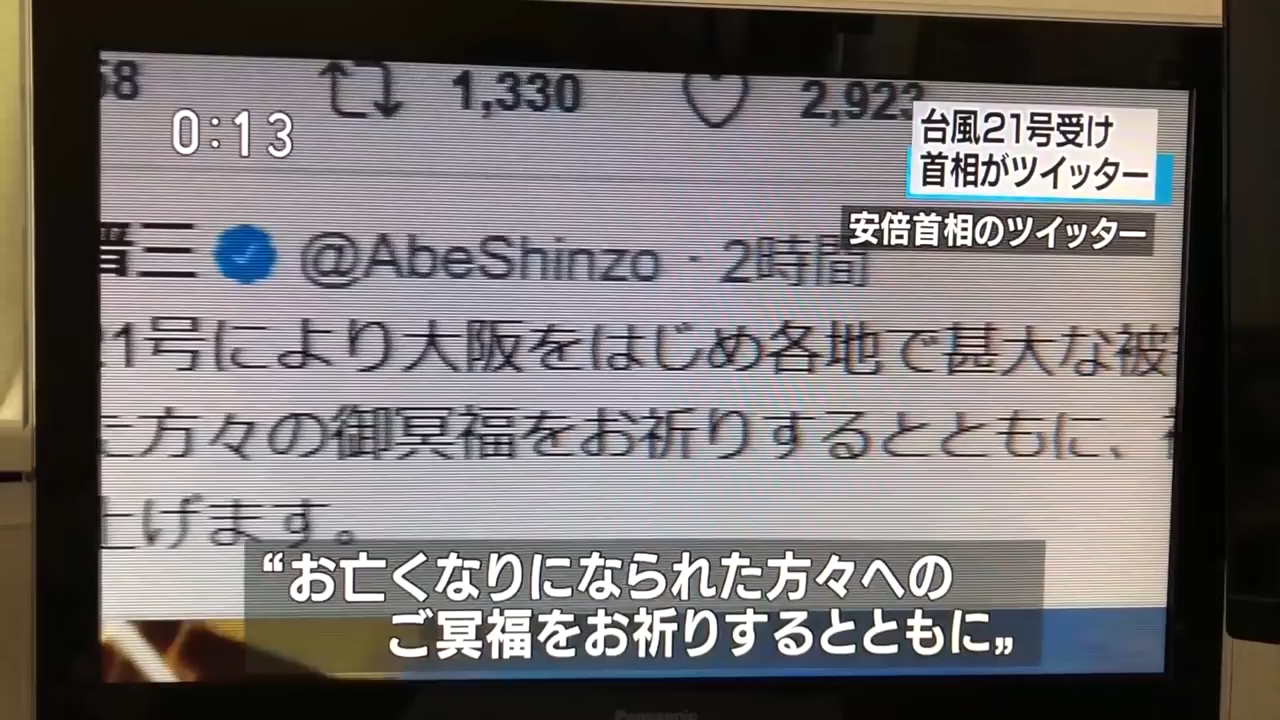 58 1,330 2,923
0:13
台風21号受け
首相がツイッター
安倍首相のツイッター
晋三 @AbeShinzo · 2時間
21号により大阪をはじめ各地で甚大な被害
た方々の御冥福をお祈りするとともに、
上げます。
“お亡くなりになられた方々への
ご冥福をお祈りするとともに„
Panasonic